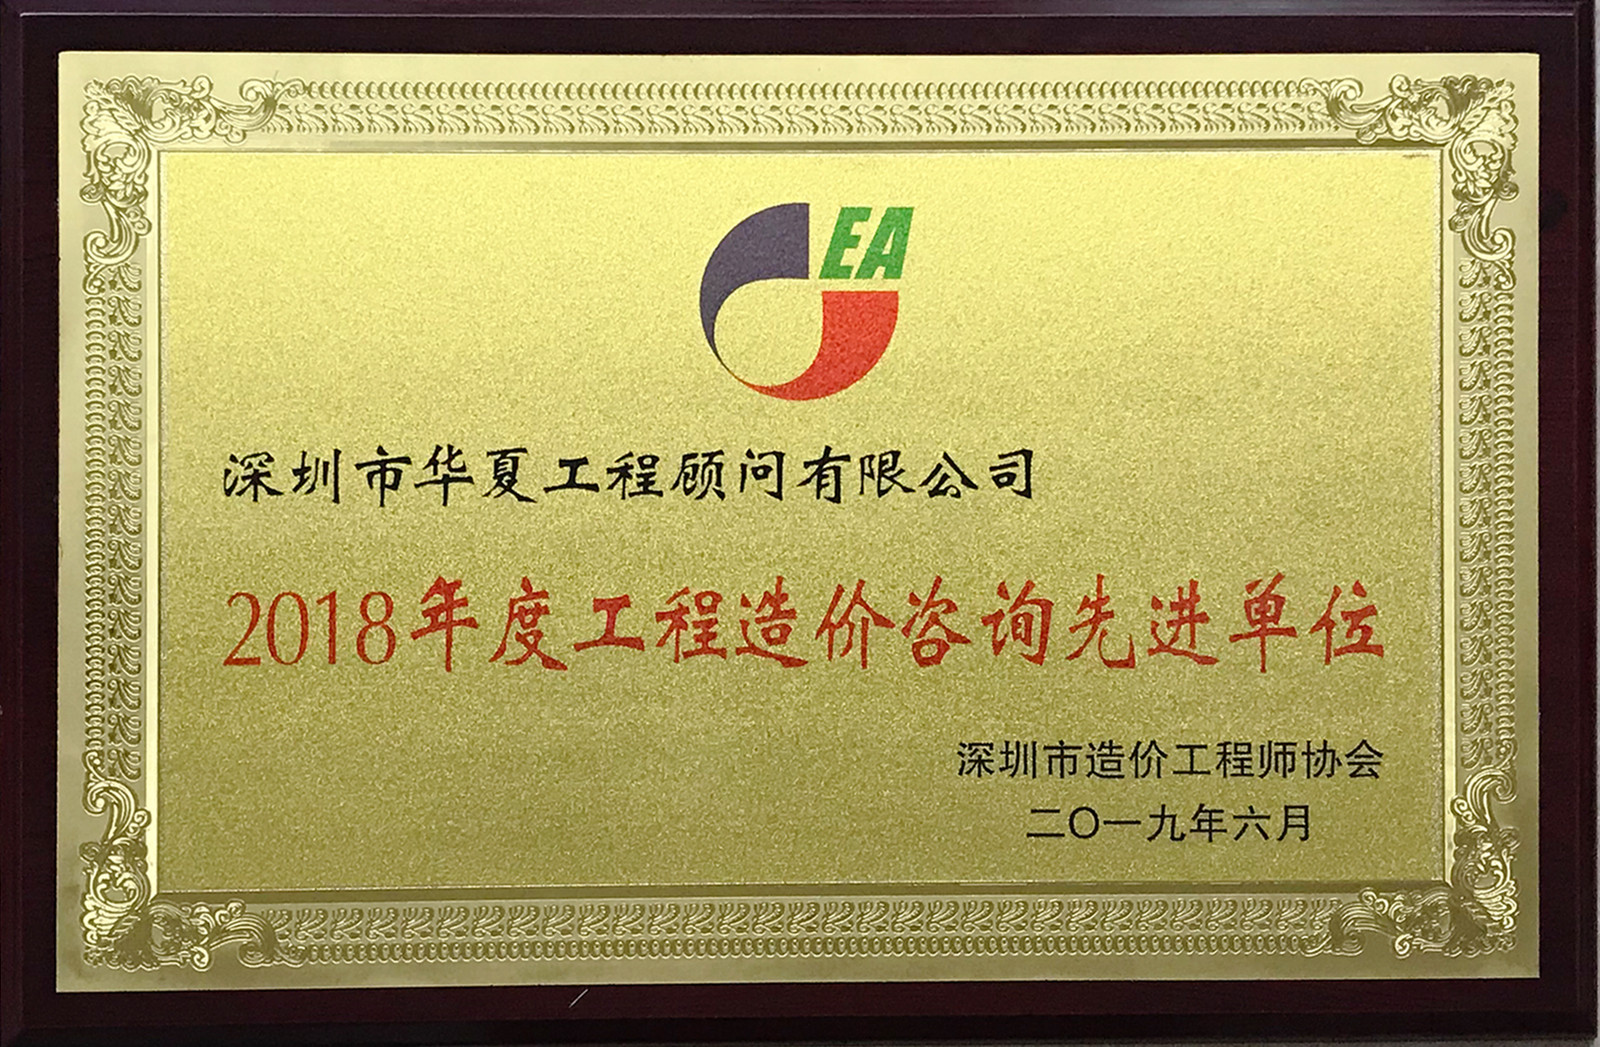 EA
深圳市华夏工程顾问有限公司
2018年度工程造价咨询先进单位
深圳市造价工程师协会
二〇一九年六月